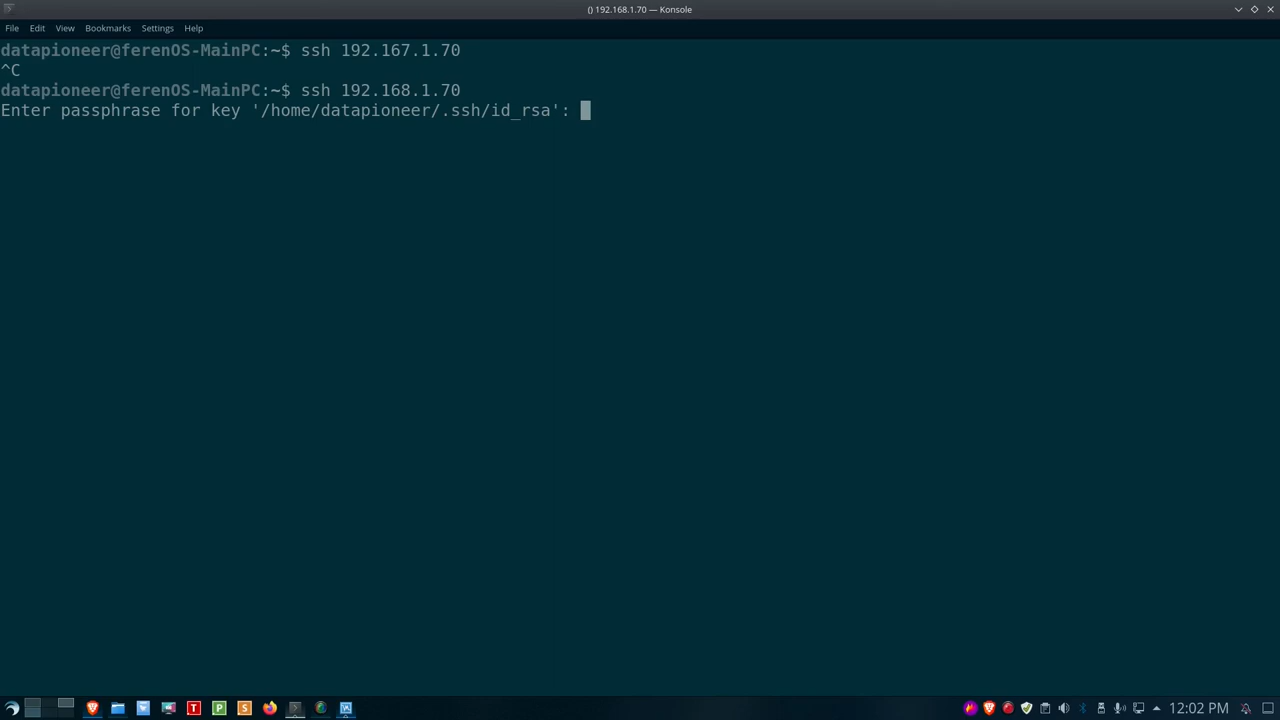 () 192.168.1.70 — Konsole
File Edit View Bookmarks Settings Help
datapioneer@ferenOS-MainPC:~$ ssh 192.167.1.70
^C
datapioneer@ferenOS-MainPC:~$ ssh 192.168.1.70
Enter passphrase for key '/home/datapioneer/.ssh/id_rsa':
T P S 12:02 PM